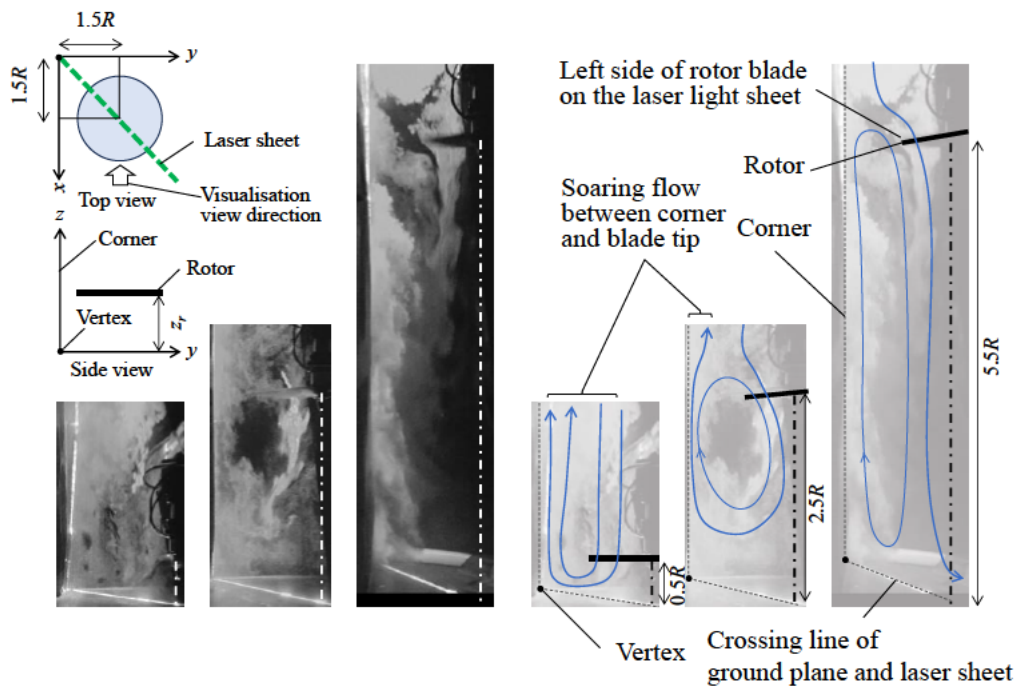 1.5R
1.5R
y
x
Laser sheet
Top view
Visualisation
view direction
z
Corner
Rotor
Vertex
zr
y
Side view
Left side of rotor blade
on the laser light sheet
Rotor
Soaring flow
between corner
and blade tip
Corner
5.5R
2.5R
0.5R
Vertex
Crossing line of
ground plane and laser sheet